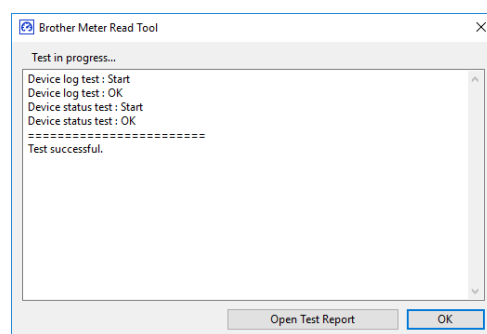 Brother Meter Read Tool
Test in progress...
Device log test : Start
Device log test : OK
Device status test : Start
Device status test : OK
========================
Test successful.
Open Test Report
OK